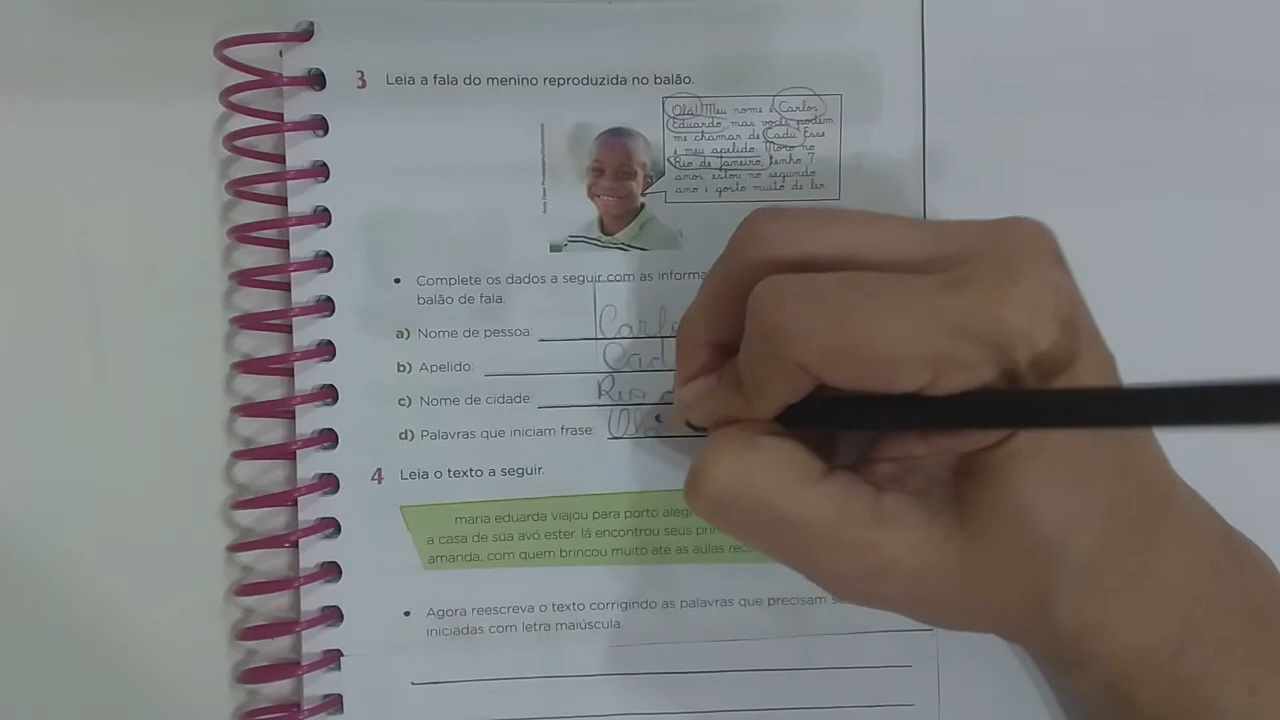 3 Leia a fala do menino reproduzida no balão.
Olá! Meu nome é Carlos
Eduardo, mas vocês podem
me chamar de Cadu. Esse
é meu apelido. Moro no
Rio de Janeiro, tenho 7
anos estou no segundo
ano e gosto muito de ler.
• Complete os dados a seguir com as
balão de fala.
a) Nome de pessoa:
b) Apelido:
c) Nome de cidade: Rio
d) Palavras que iniciam frase: Olá
4 Leia o texto a seguir.
maria eduarda viajou para porto
a casa de sua avó ester. lá encontrou seus
amanda, com quem brincou muito até as aulas
• Agora reescreva o texto corrigindo as palavras que precisam
iniciadas com letra maiúscula.